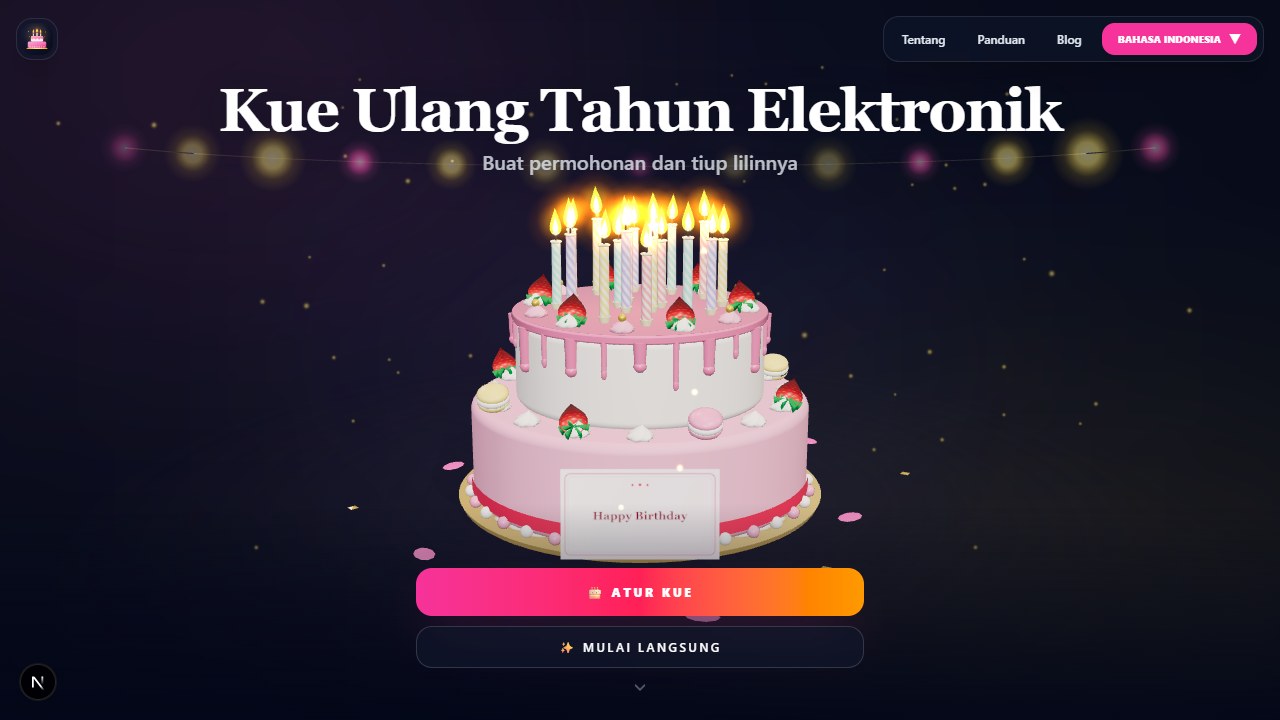 Tentang
Panduan
Blog
BAHASA INDONESIA ▼
Kue Ulang Tahun Elektronik
Buat permohonan dan tiup lilinnya
Happy Birthday
🎂 ATUR KUE
✨ MULAI LANGSUNG
N